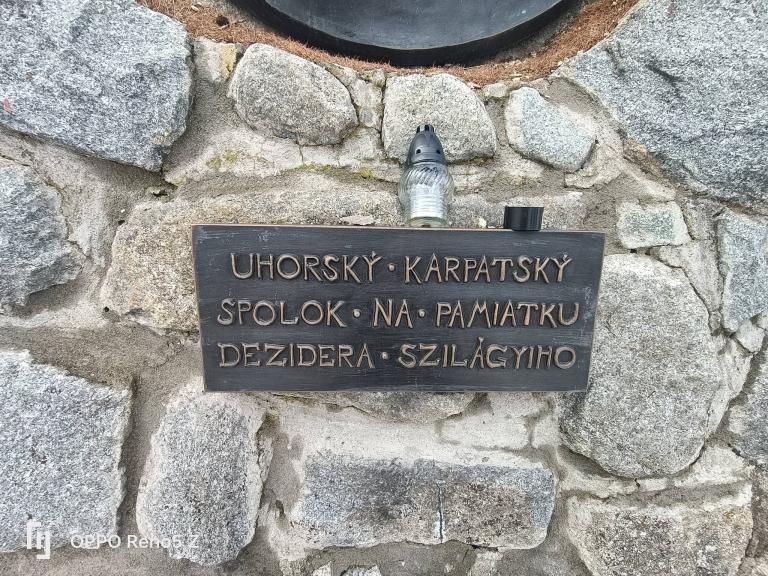 UHORSKÝ · KARPATSKÝ
SPOLOK · NA · PAMIATKU
DEZIDERA · SZILÁGYIHO
OPPO Reno5 Z